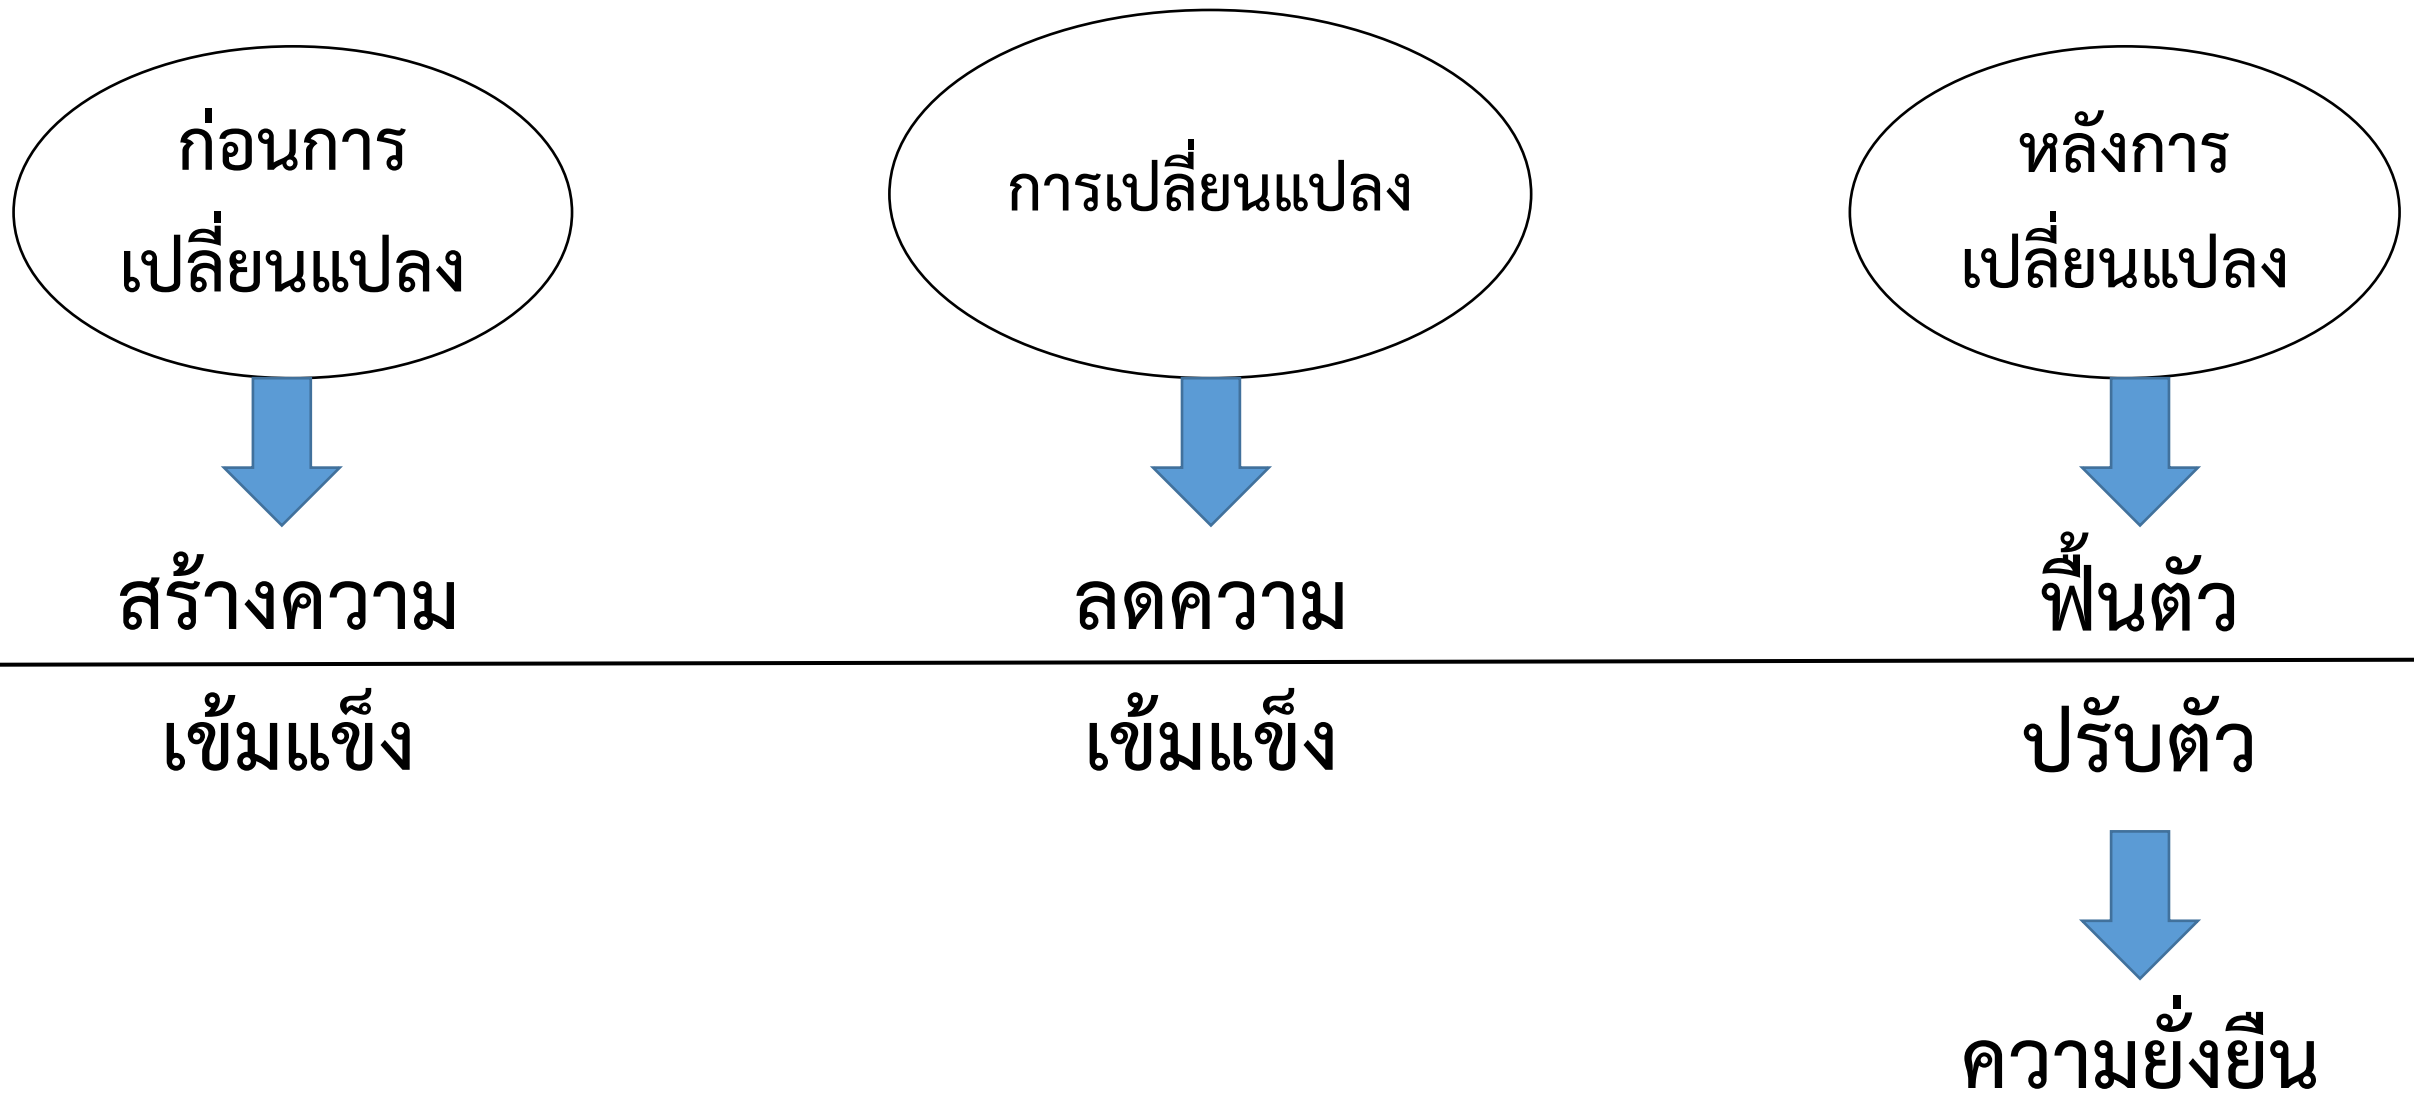 ก่อนการ
เปลี่ยนแปลง
การเปลี่ยนแปลง
หลังการ
เปลี่ยนแปลง
สร้างความ
เข้มแข็ง
ลดความ
เข้มแข็ง
ฟื้นตัว
ปรับตัว
ความยั่งยืน